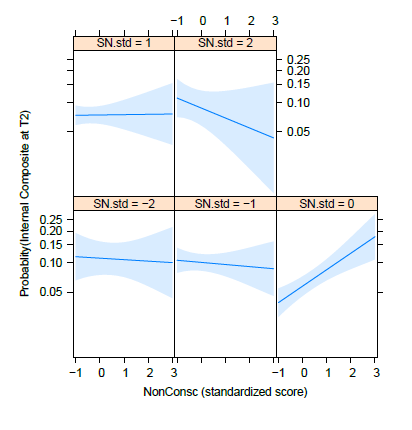 −1 0 1 2 3
SN.std = 1 SN.std = 2
0.25
0.20
0.15
0.10
0.05
SN.std = −2 SN.std = −1 SN.std = 0
0.25
0.20
0.15
0.10
0.05
−1 0 1 2 3 −1 0 1 2 3
NonConsc (standardized score)
Probablity(Internal Composite at T2)